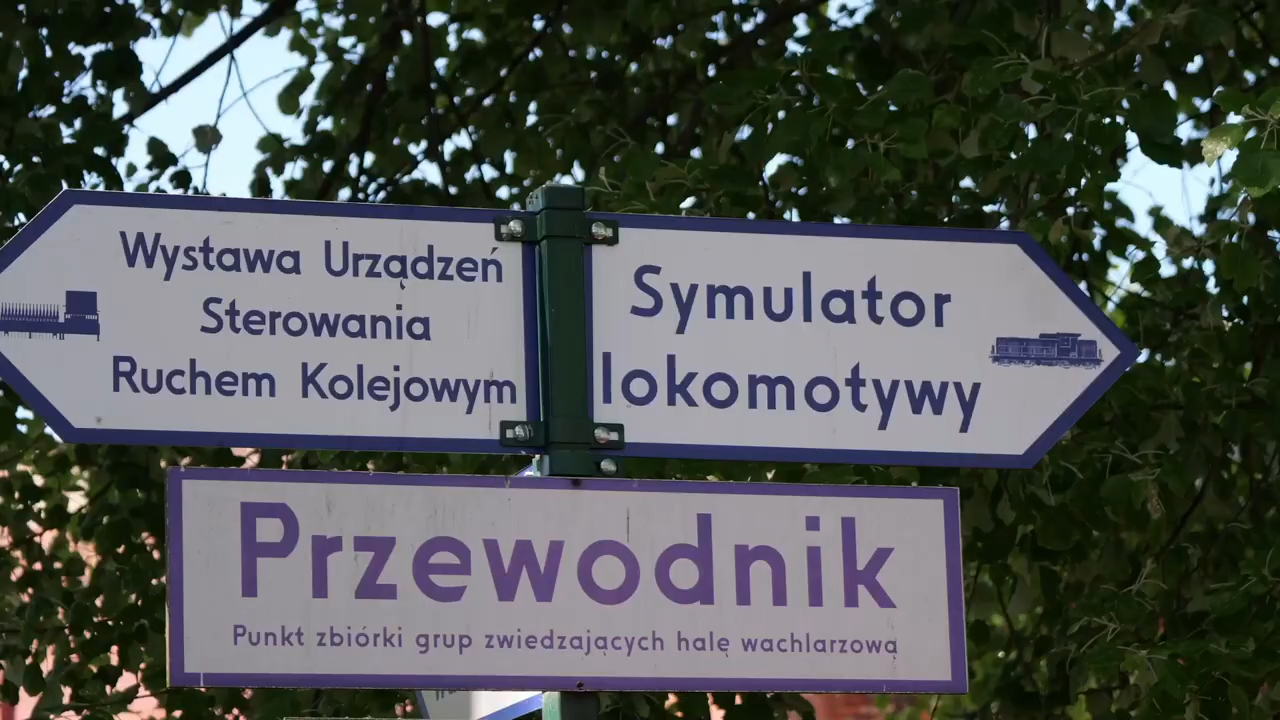 Wystawa Urządzeń
Sterowania
Ruchem Kolejowym
Symulator
lokomotywy
Przewodnik
Punkt zbiórki grup zwiedzających halę wachlarzową